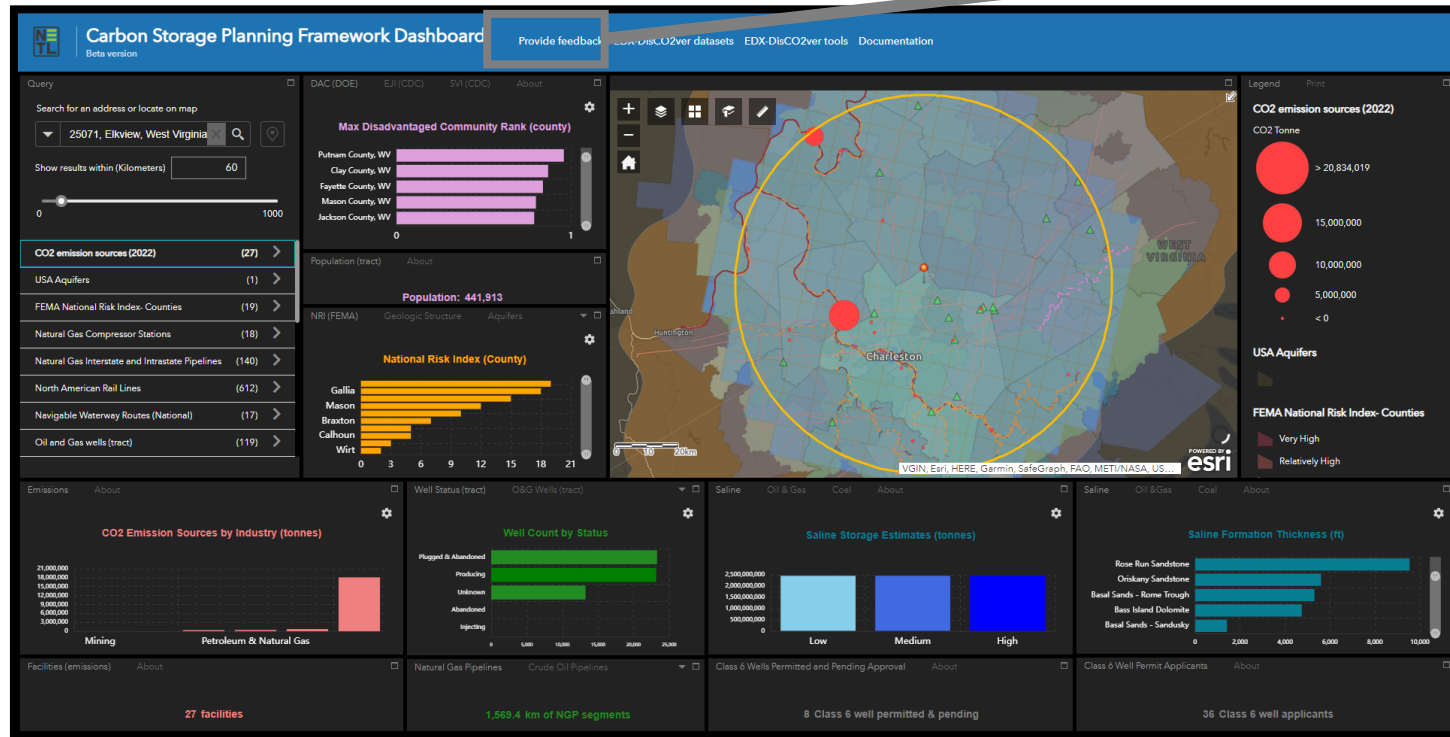 NE
TL
Carbon Storage Planning Framework Dashboard
Beta version
Provide feedback EDX-DisCO2ver datasets EDX-DisCO2ver tools Documentation
Query
Search for an address or locate on map
25071, Elkview, West Virginia
Show results within (Kilometers) 60
0 1000
CO2 emission sources (2022) (27)
USA Aquifers (1)
FEMA National Risk Index- Counties (19)
Natural Gas Compressor Stations (18)
Natural Gas Interstate and Intrastate Pipelines (140)
North American Rail Lines (612)
Navigable Waterway Routes (National) (17)
Oil and Gas wells (tract) (119)
DAC (DOE) EJI (CDC) SVI (CDC) About
Max Disadvantaged Community Rank (county)
Putnam County, WV
Clay County, WV
Fayette County, WV
Mason County, WV
Jackson County, WV
0 1
Population (tract) About
Population: 441,913
NRI (FEMA) Geologic Structure Aquifers
National Risk Index (County)
Gallia
Mason
Braxton
Calhoun
Wirt
0 3 6 9 12 15 18 21
WEST
VIRGINIA
Huntington
Charleston
0 10 20km
VGIN, Esri, HERE, Garmin, SafeGraph, FAO, METI/NASA, US...
POWERED BY
esri
Legend Print
CO2 emission sources (2022)
CO2 Tonne
> 20,834,019
15,000,000
10,000,000
5,000,000
< 0
USA Aquifers
FEMA National Risk Index- Counties
Very High
Relatively High
Emissions About
CO2 Emission Sources by Industry (tonnes)
21,000,000
18,000,000
15,000,000
12,000,000
9,000,000
6,000,000
3,000,000
0
Mining Petroleum & Natural Gas
Well Status (tract) O&G Wells (tract)
Well Count by Status
Plugged & Abandoned
Producing
Unknown
Abandoned
Injecting
0 5,000 10,000 15,000 20,000 25,000
Saline Oil & Gas Coal About
Saline Storage Estimates (tonnes)
2,500,000,000
2,000,000,000
1,500,000,000
1,000,000,000
500,000,000
0
Low Medium High
Saline Oil &Gas Coal About
Saline Formation Thickness (ft)
Rose Run Sandstone
Oriskany Sandstone
Basal Sands - Rome Trough
Bass Island Dolomite
Basal Sands - Sandusky
0 2,000 4,000 6,000 8,000 10,000
Facilities (emissions) About
27 facilities
Natural Gas Pipelines Crude Oil Pipelines
1,569.4 km of NGP segments
Class 6 Wells Permitted and Pending Approval About
8 Class 6 well permitted & pending
Class 6 Well Permit Applicants About
36 Class 6 well applicants